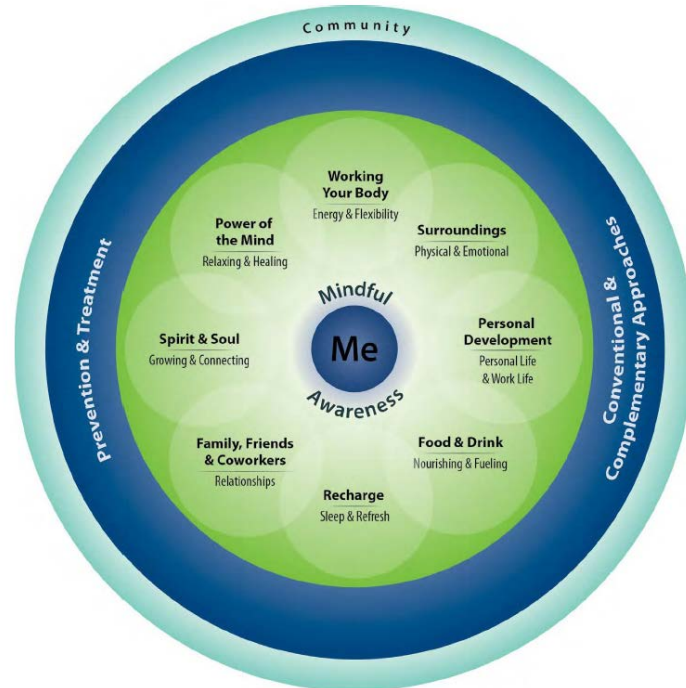 Community
Working
Your Body
Energy & Flexibility
Surroundings
Physical & Emotional
Personal
Development
Personal Life
& Work Life
Food & Drink
Nourishing & Fueling
Recharge
Sleep & Refresh
Family, Friends
& Coworkers
Relationships
Spirit & Soul
Growing & Connecting
Power of
the Mind
Relaxing & Healing
Mindful
Me
Awareness
Prevention & Treatment
Conventional &
Complementary Approaches